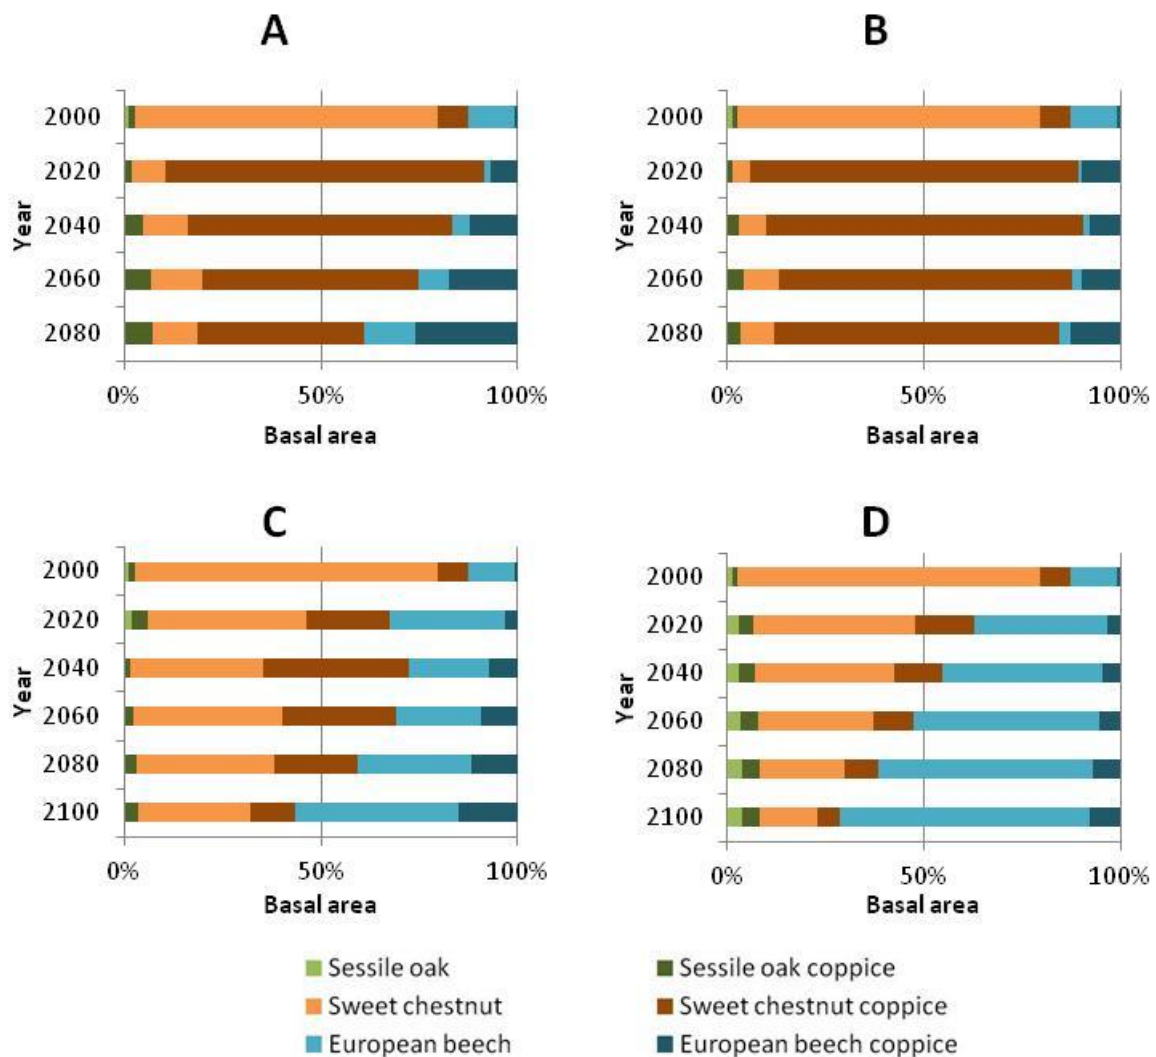 A
Year
2000
2020
2040
2060
2080
0% 50% 100%
Basal area
B
Year
2000
2020
2040
2060
2080
0% 50% 100%
Basal area
C
Year
2000
2020
2040
2060
2080
2100
0% 50% 100%
Basal area
D
Year
2000
2020
2040
2060
2080
2100
0% 50% 100%
Basal area
Sessile oak
Sessile oak coppice
Sweet chestnut
Sweet chestnut coppice
European beech
European beech coppice